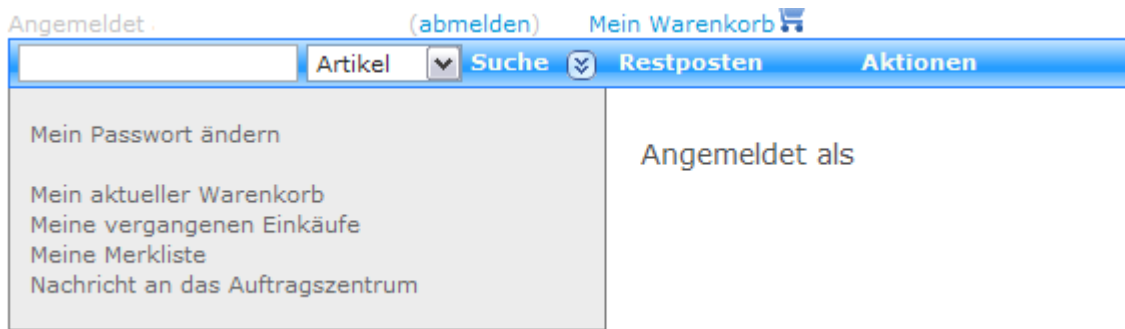 Angemeldet (abmelden) Mein Warenkorb
Artikel Suche Restposten Aktionen
Mein Passwort ändern
Mein aktueller Warenkorb
Meine vergangenen Einkäufe
Meine Merkliste
Nachricht an das Auftragszentrum
Angemeldet als